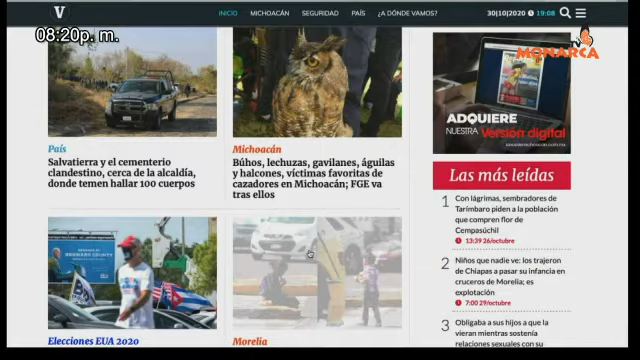 V
INICIO MICHOACÁN SEGURIDAD PAÍS ¿A DÓNDE VAMOS?
30|10|2020 19:08
08:20p. m.
MONARCA
País
Salvatierra y el cementerio
clandestino, cerca de la alcaldía,
donde temen hallar 100 cuerpos
Michoacán
Búhos, lechuzas, gavilanes, águilas
y halcones, víctimas favoritas de
cazadores en Michoacán; FGE va
tras ellos
Elecciones EUA 2020
Morelia
ADQUIERE
NUESTRA Versión digital
Las más leídas
1 Con lágrimas, sembradores de
Tarímbaro piden a la población
que compren flor de
Cempasúchil
13:39 26/octubre
2 Niños que nadie ve: los trajeron
de Chiapas a pasar su infancia en
cruceros de Morelia; es
explotación
7:00 29/octubre
3 Obligaba a sus hijos a que la
vieran mientras sostenía
relaciones sexuales con su